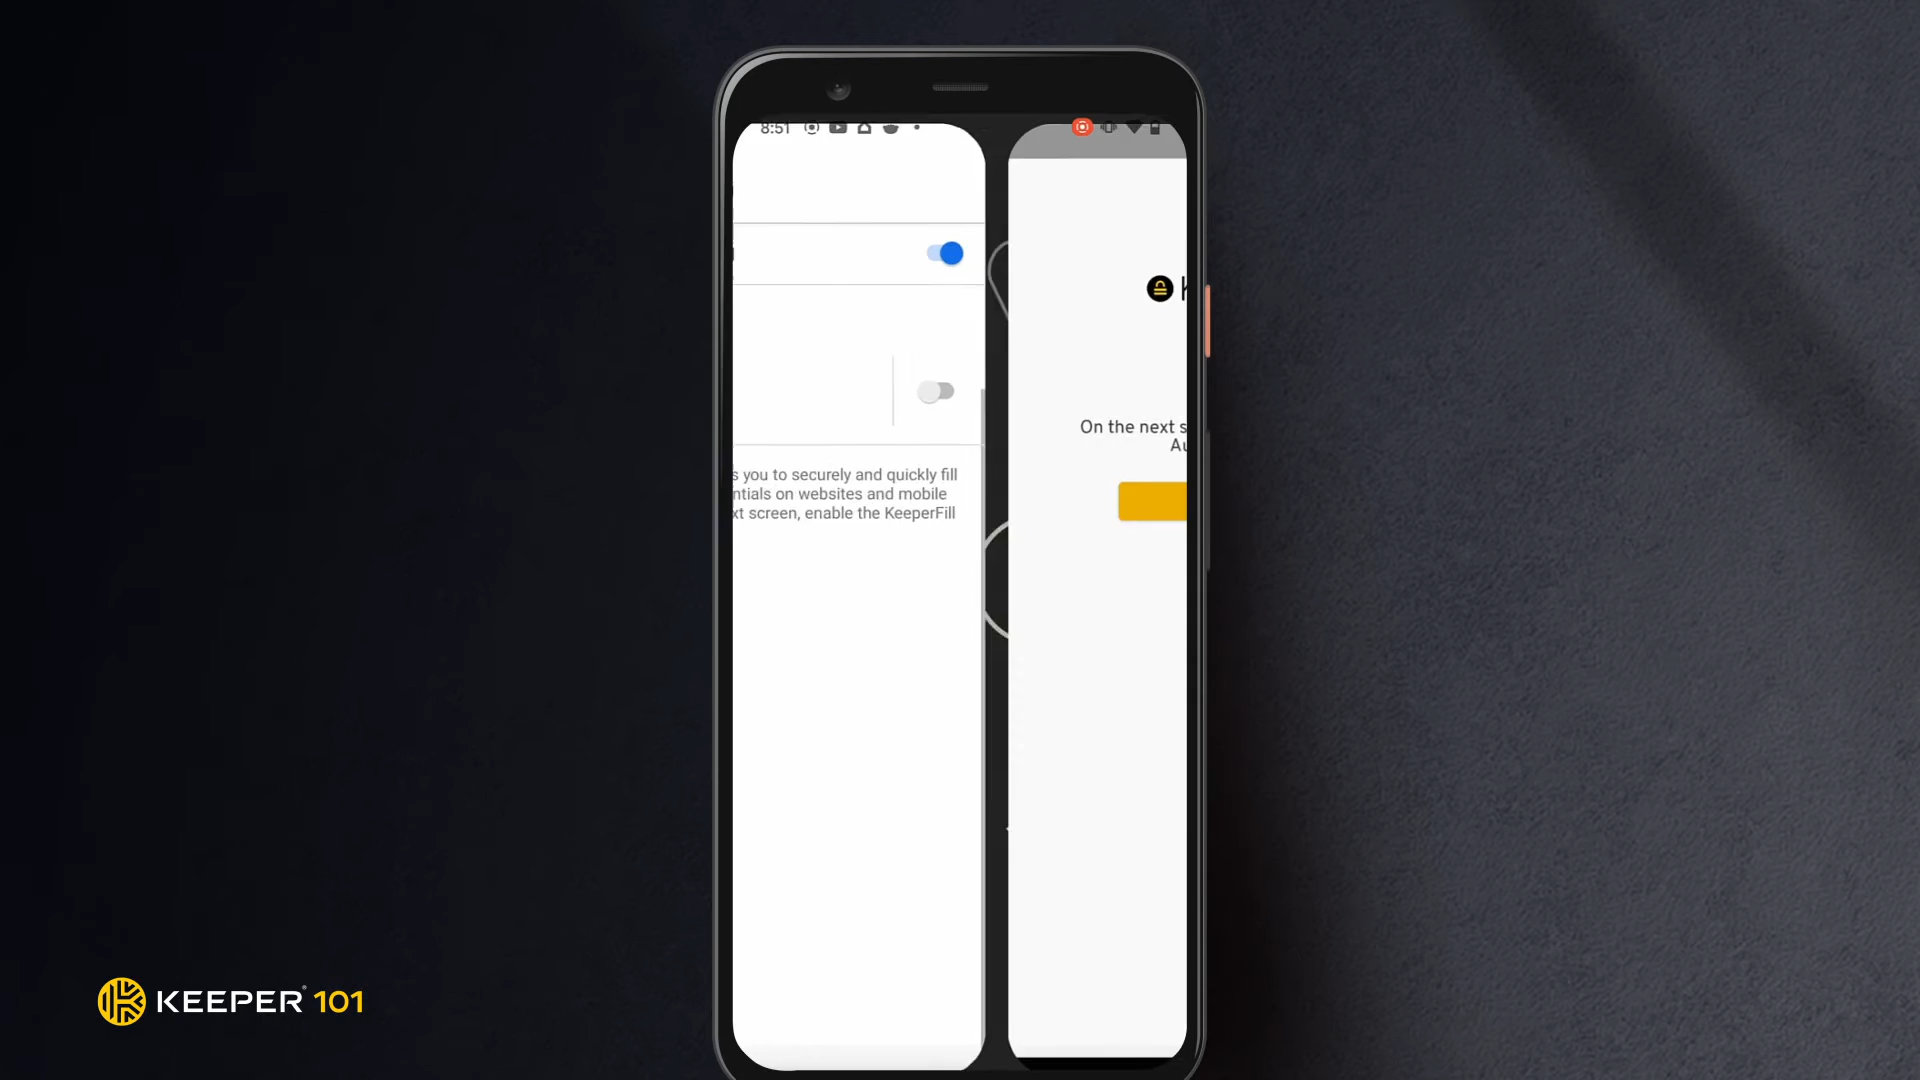 8:51
s you to securely and quickly fill
ntials on websites and mobile
xt screen, enable the KeeperFill
On the next s
Au
KEEPER 101